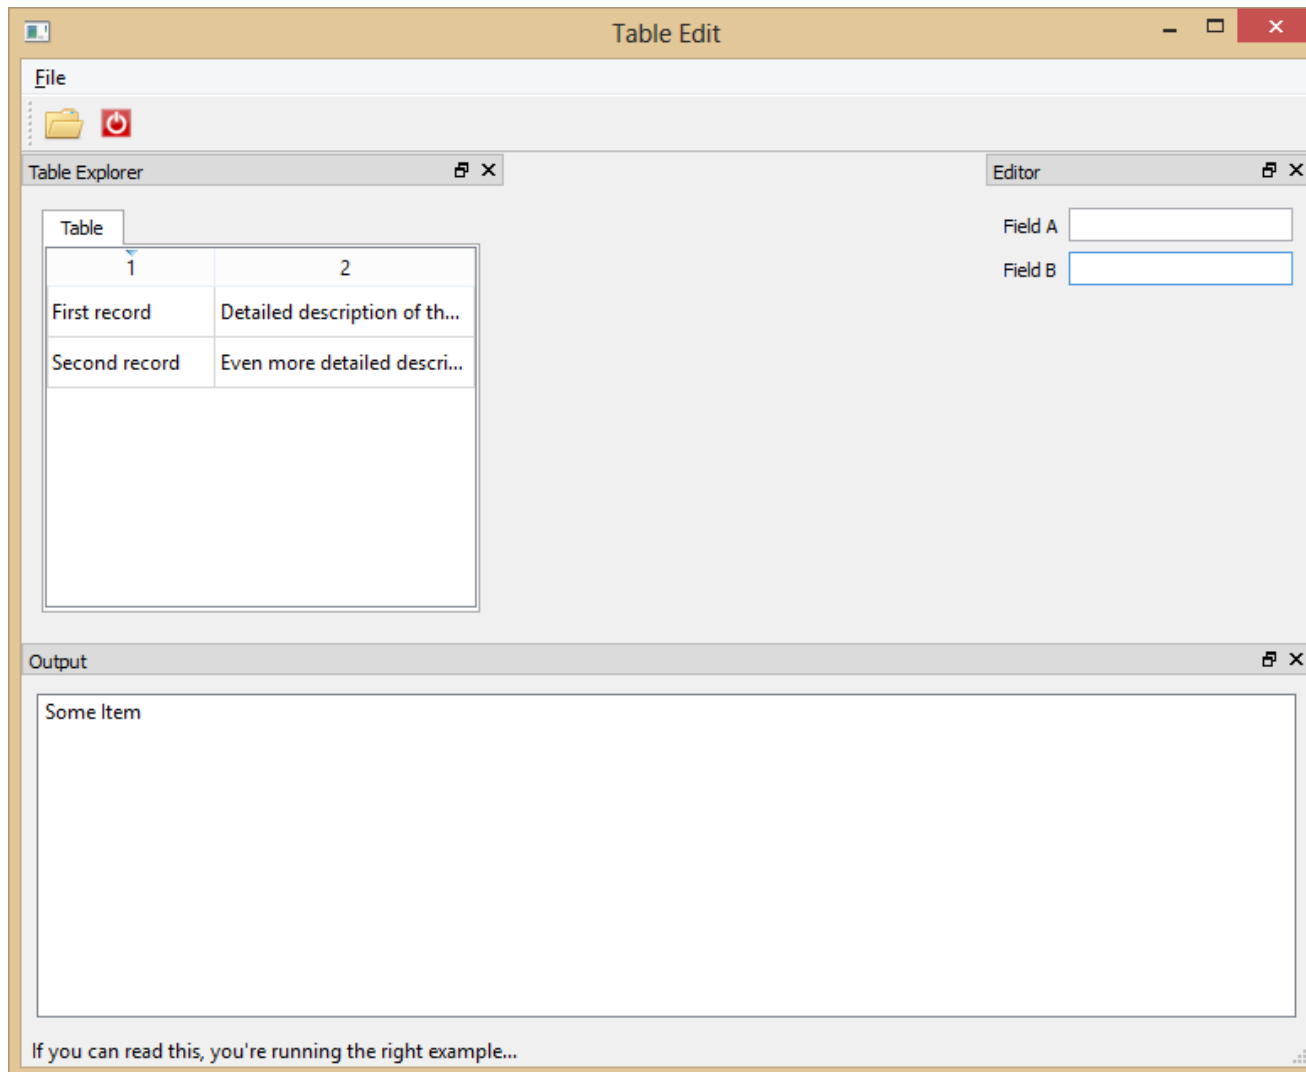 Table Edit
File
Table Explorer
Editor
Table
Field A
1 2
Field B
First record Detailed description of th...
Second record Even more detailed descri...
Output
Some Item
If you can read this, you're running the right example...